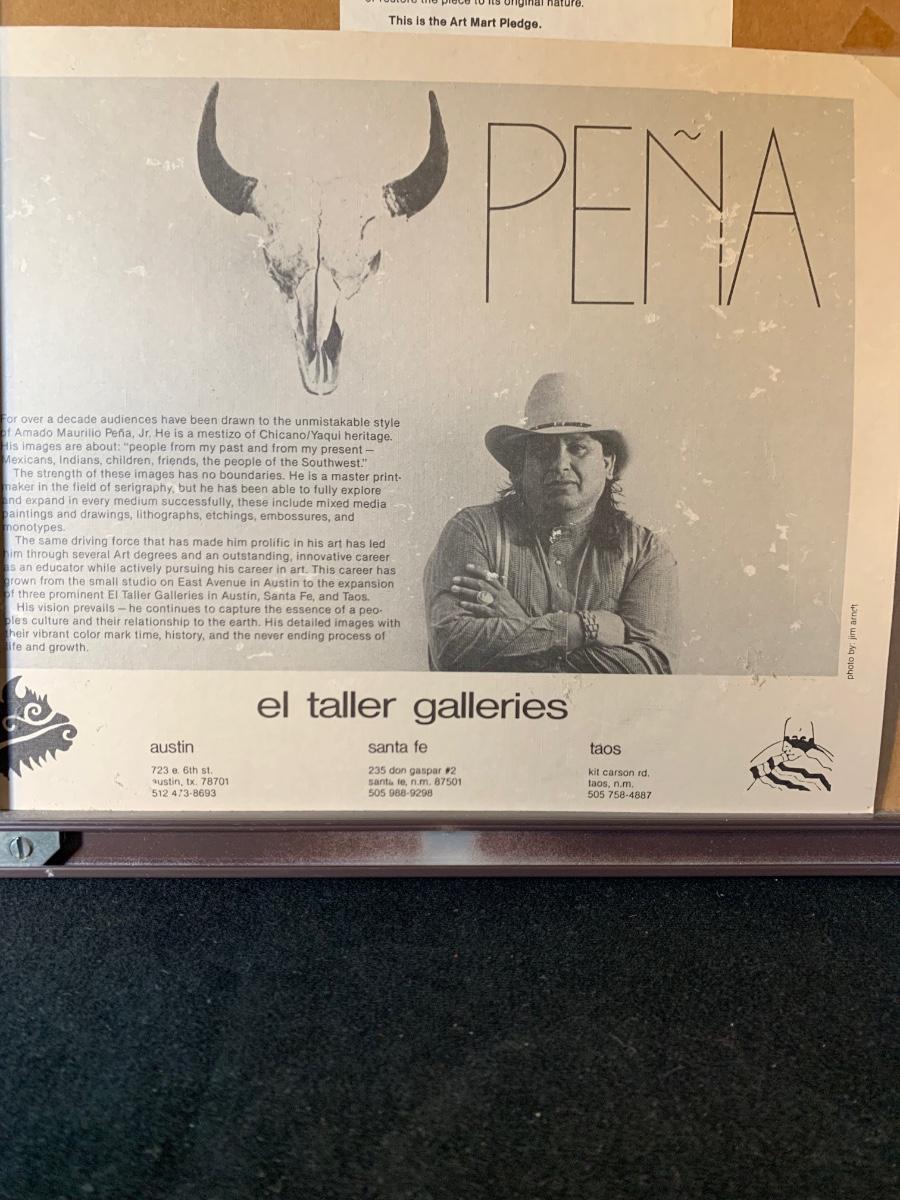 or restore the piece to its original nature.
This is the Art Mart Pledge.
PEÑA
For over a decade audiences have been drawn to the unmistakable style
of Amado Maurilio Peña, Jr. He is a mestizo of Chicano/Yaqui heritage.
His images are about: "people from my past and from my present —
Mexicans, Indians, children, friends, the people of the Southwest."
The strength of these images has no boundaries. He is a master print-
maker in the field of serigraphy, but he has been able to fully explore
and expand in every medium successfully, these include mixed media
paintings and drawings, lithographs, etchings, embossures, and
monotypes.
The same driving force that has made him prolific in his art has led
him through several Art degrees and an outstanding, innovative career
as an educator while actively pursuing his career in art. This career has
grown from the small studio on East Avenue in Austin to the expansion
of three prominent El Taller Galleries in Austin, Santa Fe, and Taos.
His vision prevails — he continues to capture the essence of a peo-
ples culture and their relationship to the earth. His detailed images with
their vibrant color mark time, history, and the never ending process of
life and growth.
photo by: jim arndt
el taller galleries
austin
723 e. 6th st.
austin, tx. 78701
512 473-8693
santa fe
235 don gaspar #2
santa fe, n.m. 87501
505 988-9298
taos
kit carson rd.
taos, n.m.
505 758-4887